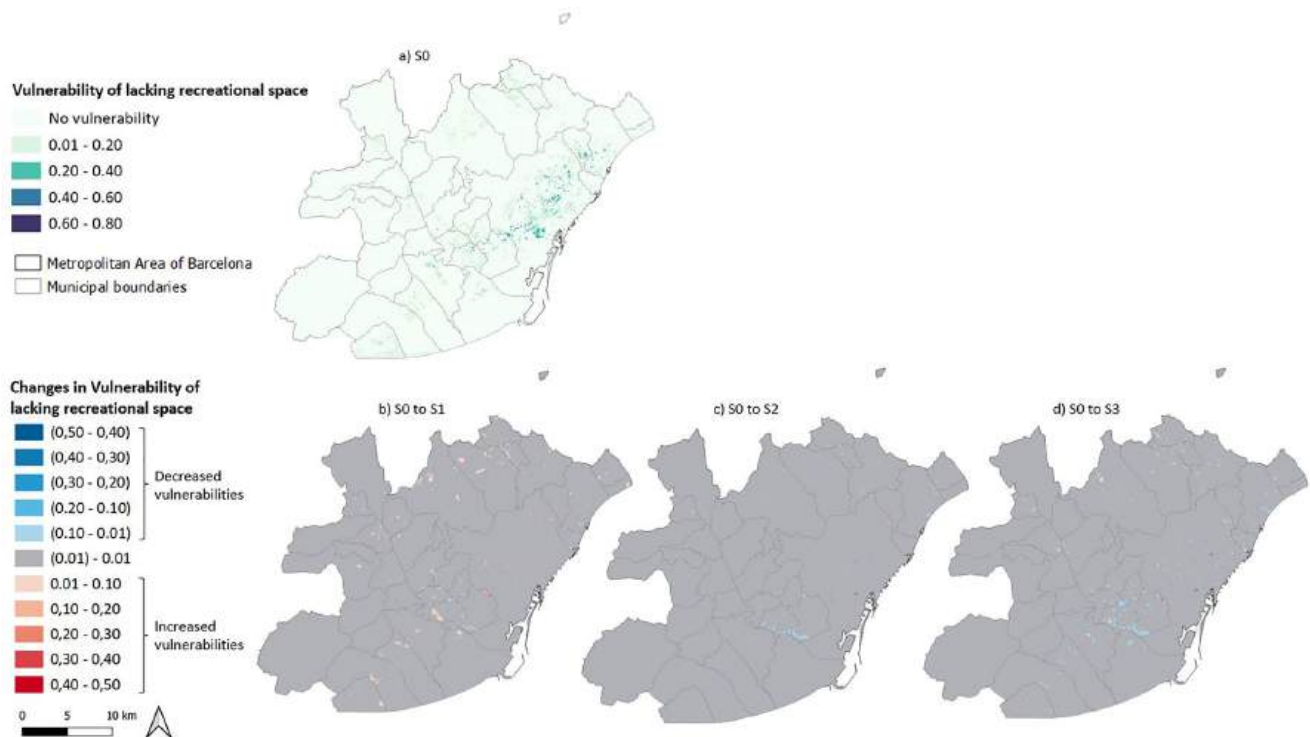 a) S0
Vulnerability of lacking recreational space
No vulnerability
0.01 - 0.20
0.20 - 0.40
0.40 - 0.60
0.60 - 0.80
Metropolitan Area of Barcelona
Municipal boundaries
Changes in Vulnerability of
lacking recreational space
(0,50 - 0,40)
(0,40 - 0,30)
(0,30 - 0,20)
(0,20 - 0,10)
(0.10 - 0.01)
(0.01) - 0.01
0.01 - 0.10
0,10 - 0,20
0,20 - 0,30
0,30 - 0,40
0,40 - 0,50
Decreased
vulnerabilities
Increased
vulnerabilities
0 5 10 km
b) S0 to S1
c) S0 to S2
d) S0 to S3